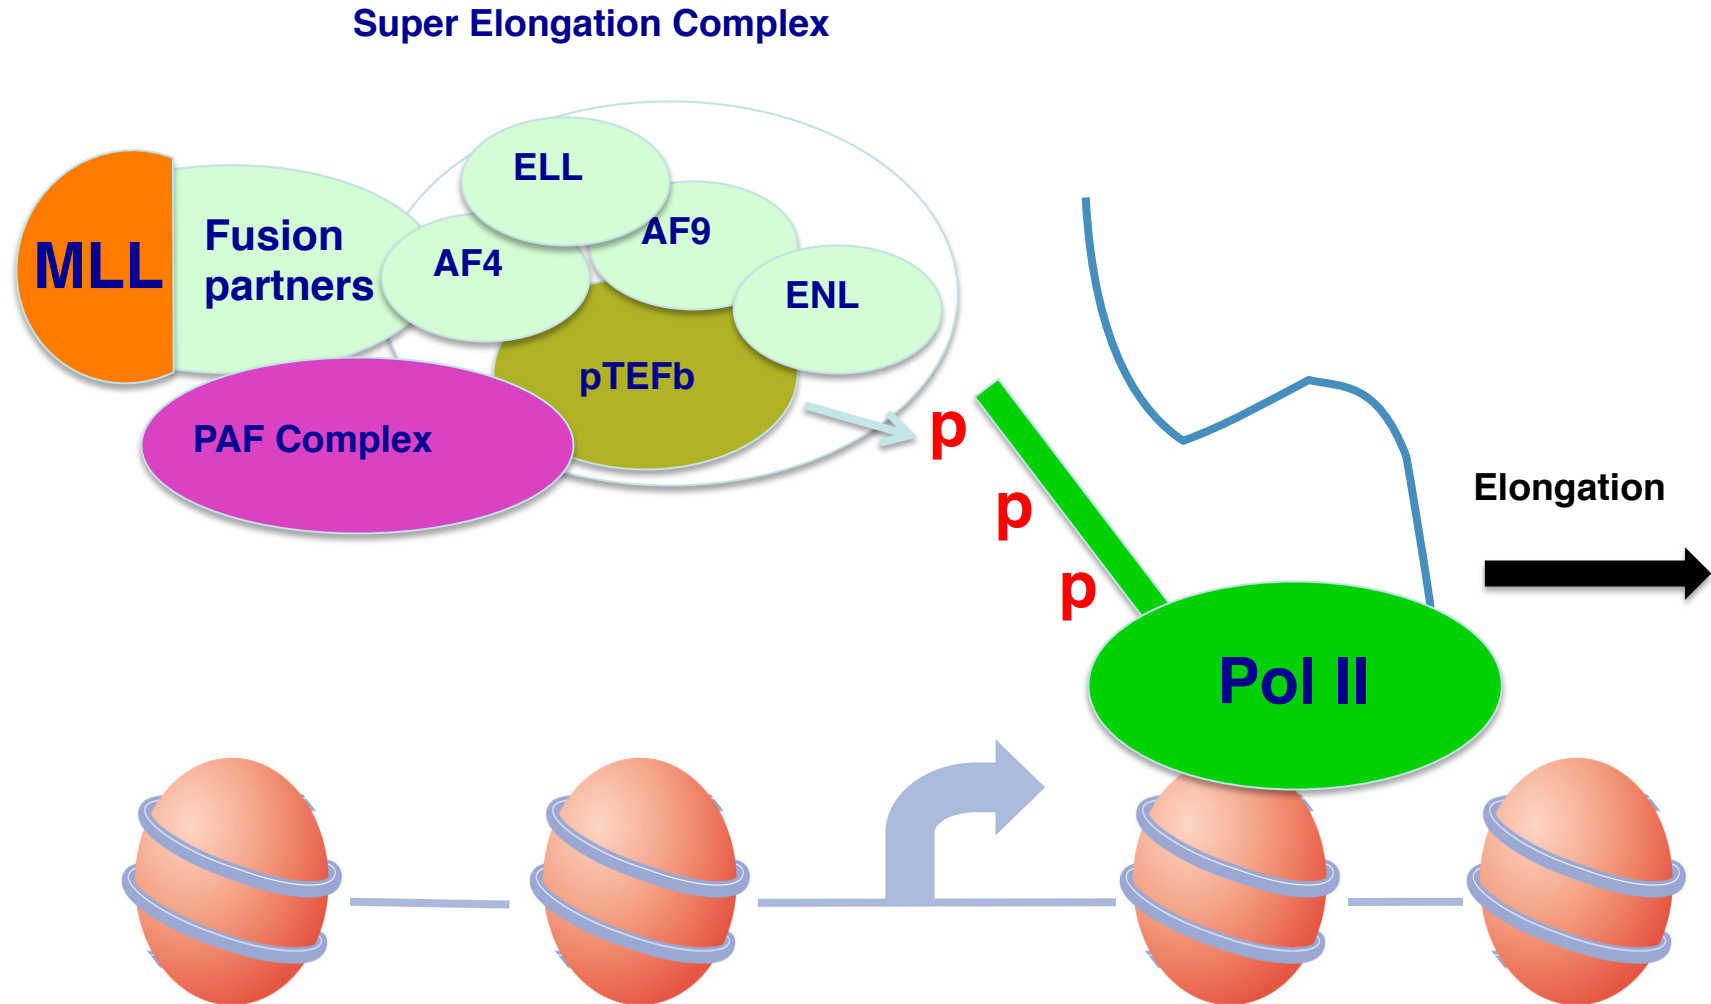 Super Elongation Complex
MLL
Fusion
partners
AF4
ELL
AF9
ENL
pTEFb
PAF Complex
p
p
p
Pol II
Elongation